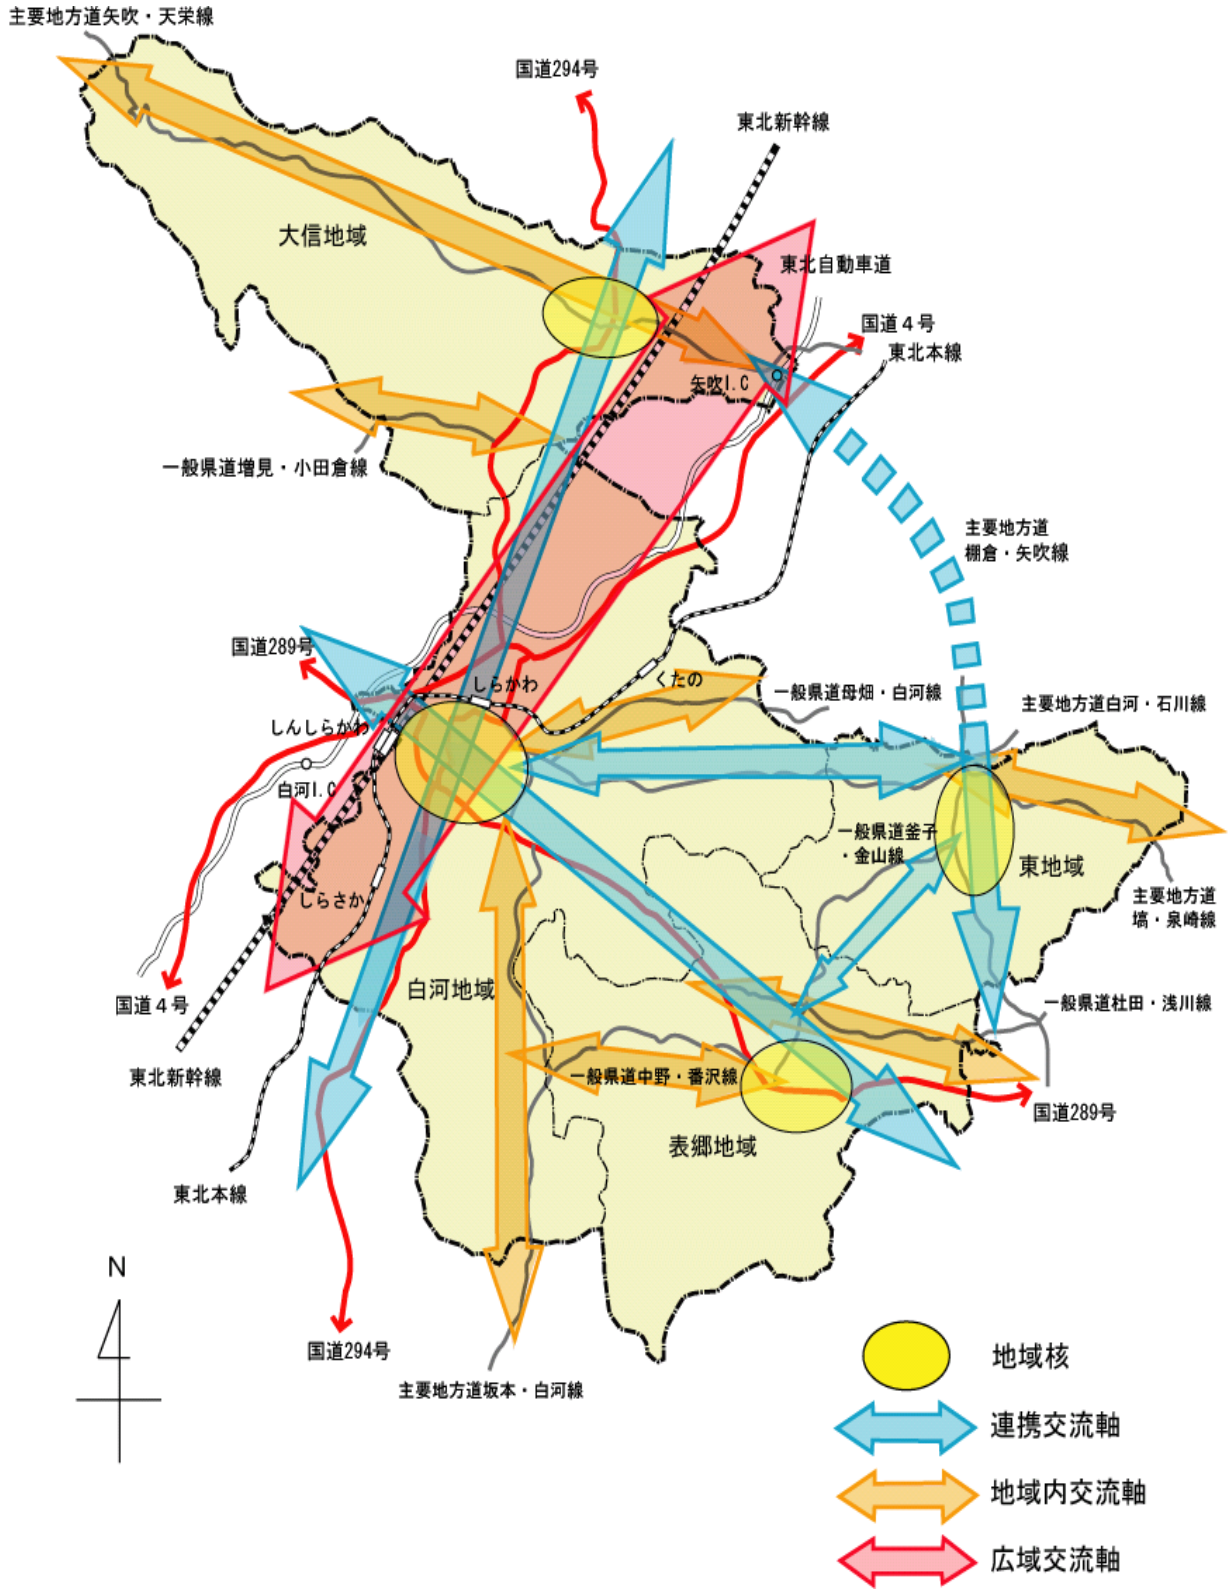 主要地方道矢吹・天栄線
国道294号
東北新幹線
大信地域
東北自動車道
国道４号
東北本線
矢吹I.C
一般県道増見・小田倉線
主要地方道
棚倉・矢吹線
国道289号
しらかわ
くたの
一般県道母畑・白河線
主要地方道白河・石川線
しんしらかわ
白河I.C
一般県道釜子
・金山線
東地域
しらさか
主要地方道
塙・泉崎線
国道４号
白河地域
一般県道社田・浅川線
東北新幹線
一般県道中野・番沢線
国道289号
表郷地域
東北本線
N
国道294号
主要地方道坂本・白河線
地域核
連携交流軸
地域内交流軸
広域交流軸